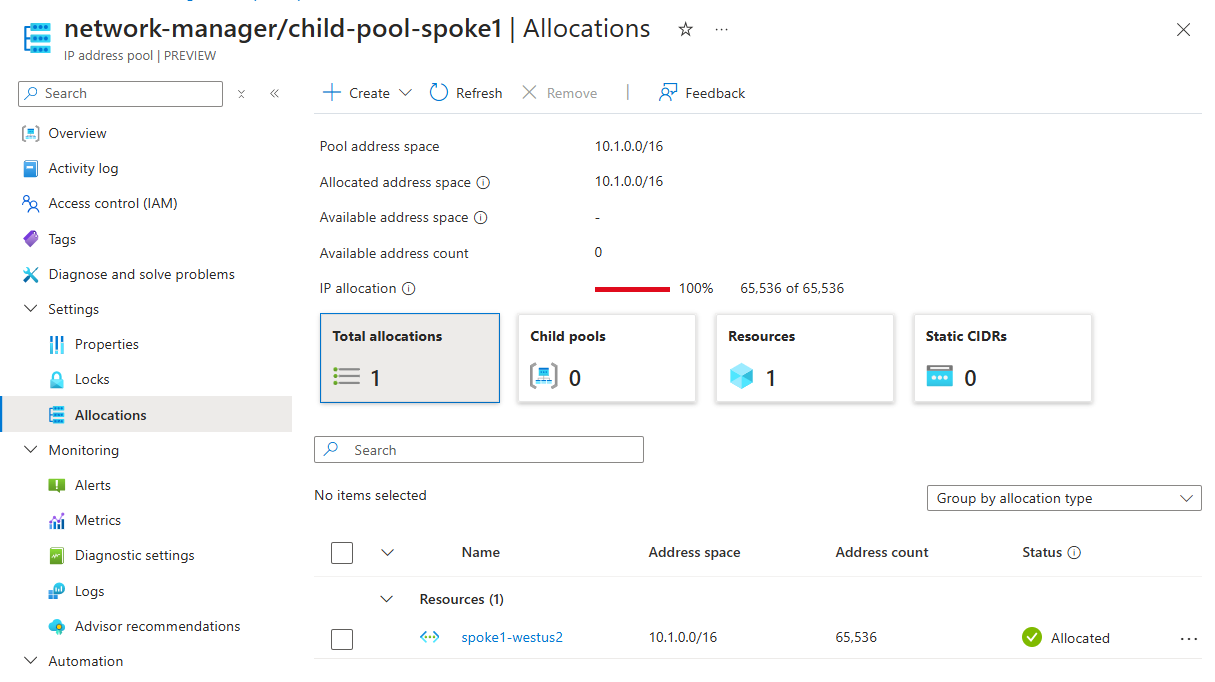 network-manager/child-pool-spoke1 | Allocations
IP address pool | PREVIEW
Search
Overview
Activity log
Access control (IAM)
Tags
Diagnose and solve problems
Settings
Properties
Locks
Allocations
Monitoring
Alerts
Metrics
Diagnostic settings
Logs
Advisor recommendations
Automation
Create Refresh Remove | Feedback
Pool address space 10.1.0.0/16
Allocated address space 10.1.0.0/16
Available address space -
Available address count 0
IP allocation 100% 65,536 of 65,536
Total allocations Child pools Resources Static CIDRs
1 0 1 0
Search
No items selected
Group by allocation type
Name Address space Address count Status
Resources (1)
spoke1-westus2 10.1.0.0/16 65,536 Allocated